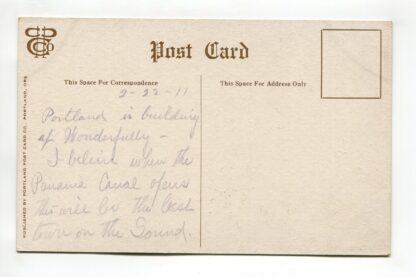 Post Card
This Space For Correspondence
This Space For Address Only
2-22-11
Portland is building
up Wonderfully -
I believe when the
Panama Canal opens
this will be the best
town on the Sound.
PUBLISHED BY PORTLAND POST CARD CO. PORTLAND, ORE.